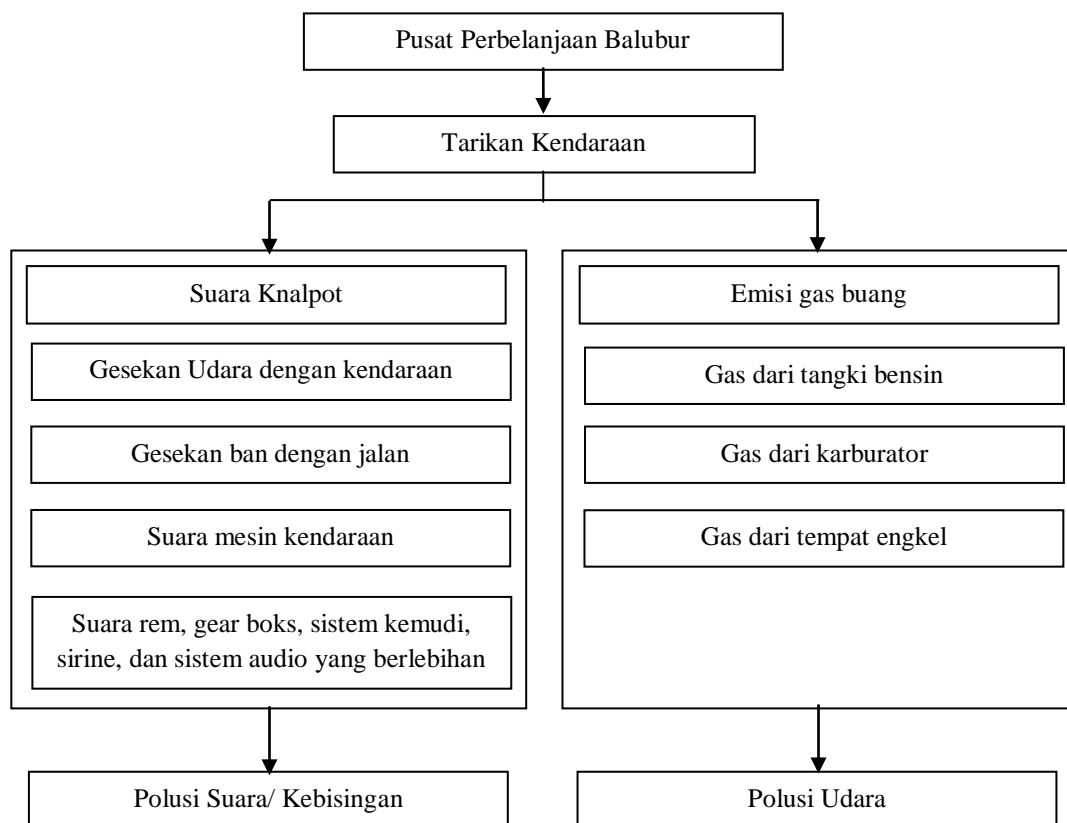 Pusat Perbelanjaan Balubur
Tarikan Kendaraan
Suara Knalpot
Gesekan Udara dengan kendaraan
Gesekan ban dengan jalan
Suara mesin kendaraan
Suara rem, gear boks, sistem kemudi,
sirine, dan sistem audio yang berlebihan
Polusi Suara/ Kebisingan
Emisi gas buang
Gas dari tangki bensin
Gas dari karburator
Gas dari tempat engkel
Polusi Udara